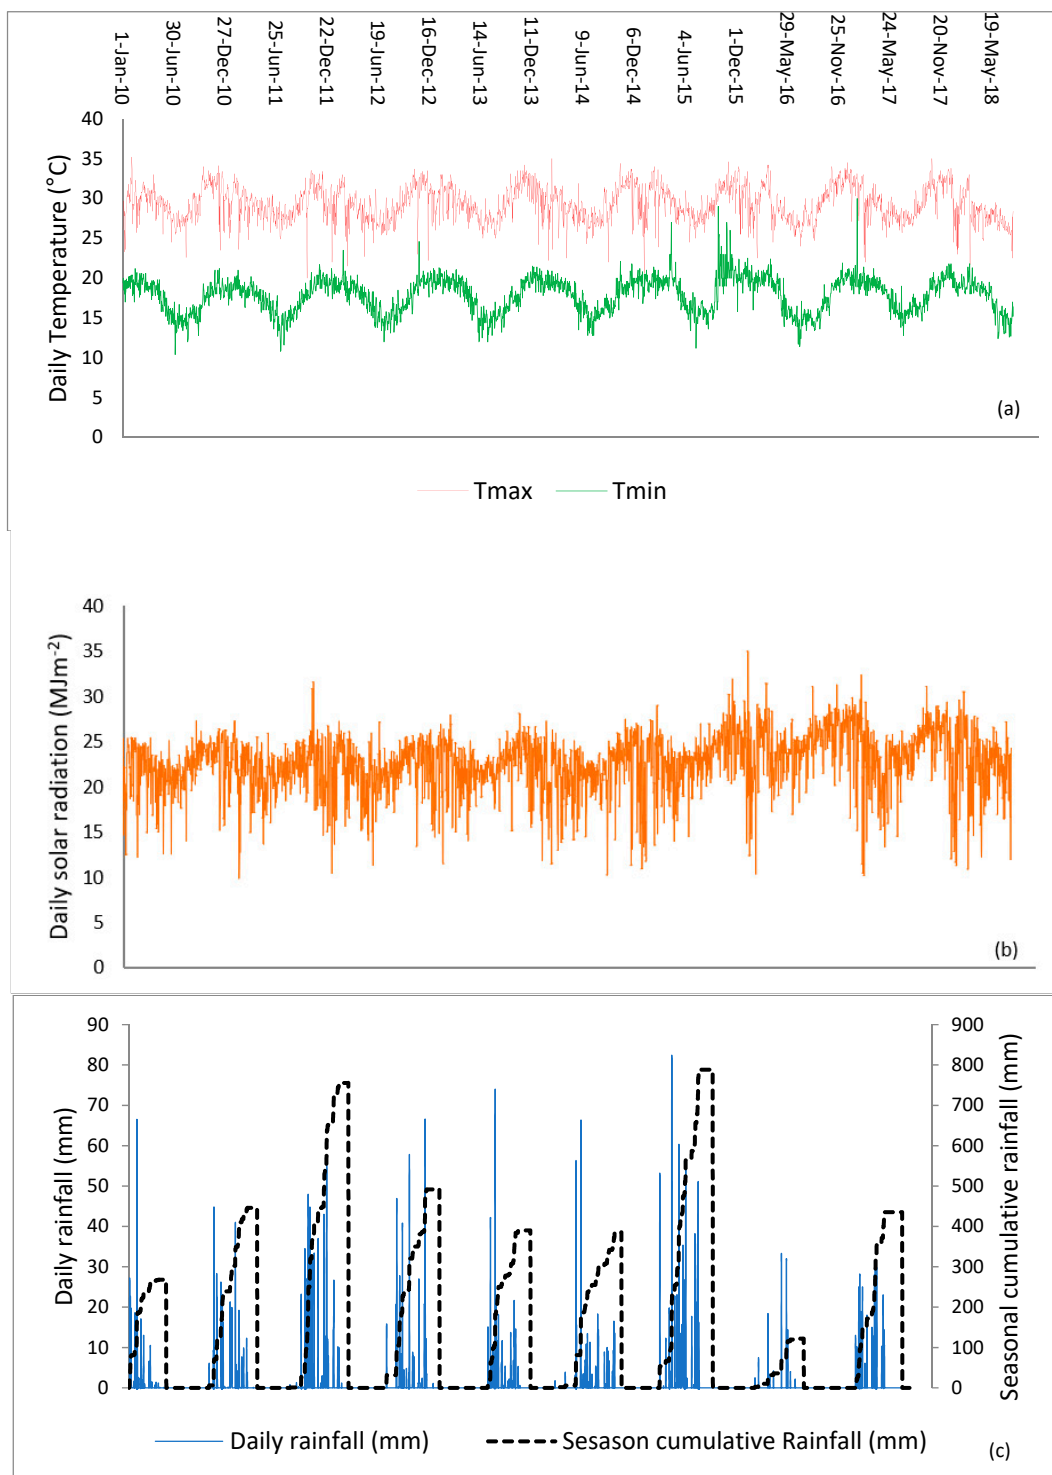 1-Jan-10
30-Jun-10
27-Dec-10
25-Jun-11
22-Dec-11
19-Jun-12
16-Dec-12
14-Jun-13
11-Dec-13
9-Jun-14
6-Dec-14
4-Jun-15
1-Dec-15
29-May-16
25-Nov-16
24-May-17
20-Nov-17
19-May-18
Daily Temperature (°C)
40
35
30
25
20
15
10
5
0
(a)
Tmax Tmin
Daily solar radiation (MJm-2)
40
35
30
25
20
15
10
5
0
(b)
Daily rainfall (mm)
90
80
70
60
50
40
30
20
10
0
900
800
700
600
500
400
300
200
100
0
Seasonal cumulative rainfall (mm)
Daily rainfall (mm) Sesason cumulative Rainfall (mm)
(c)